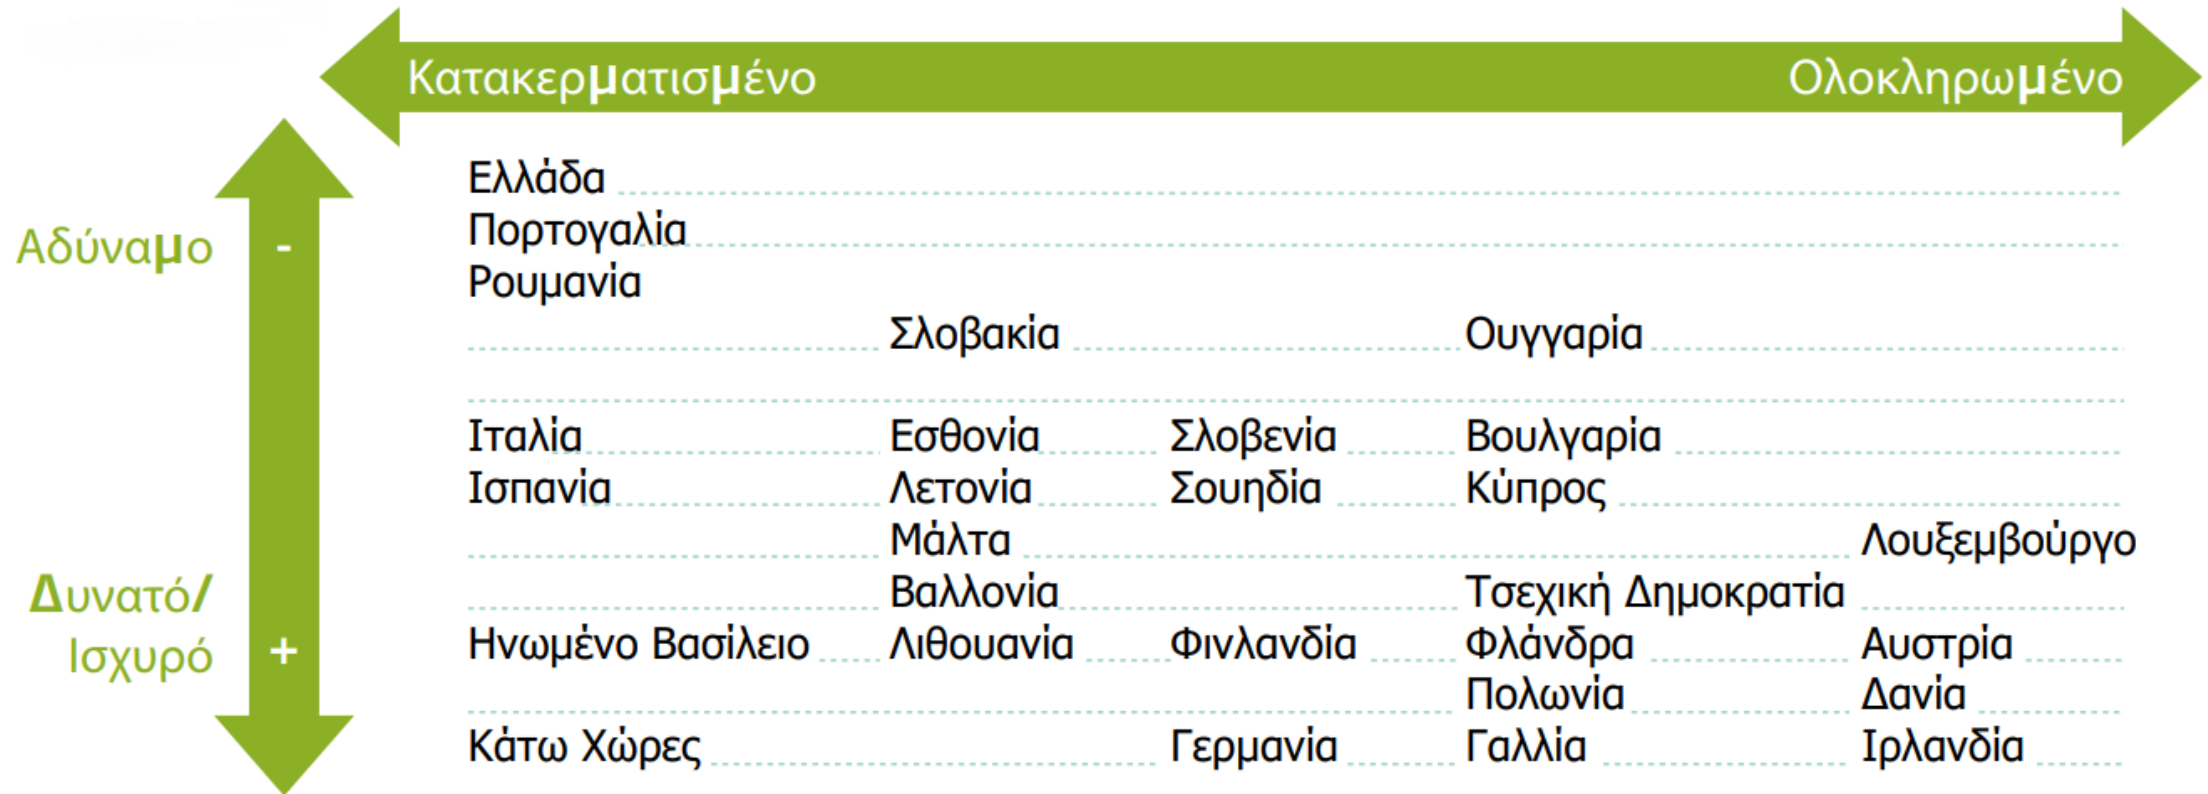 Κατακερματισμένο Ολοκληρωμένο
Ελλάδα
Πορτογαλία
Αδύναμο -
Ρουμανία
Σλοβακία Ουγγαρία
Ιταλία Εσθονία Σλοβενία Βουλγαρία
Ισπανία Λετονία Σουηδία Κύπρος
Μάλτα Λουξεμβούργο
Βαλλονία Τσεχική Δημοκρατία
Δυνατό/
Ισχυρό +
Ηνωμένο Βασίλειο Λιθουανία Φινλανδία Φλάνδρα Αυστρία
Πολωνία Δανία
Κάτω Χώρες Γερμανία Γαλλία Ιρλανδία